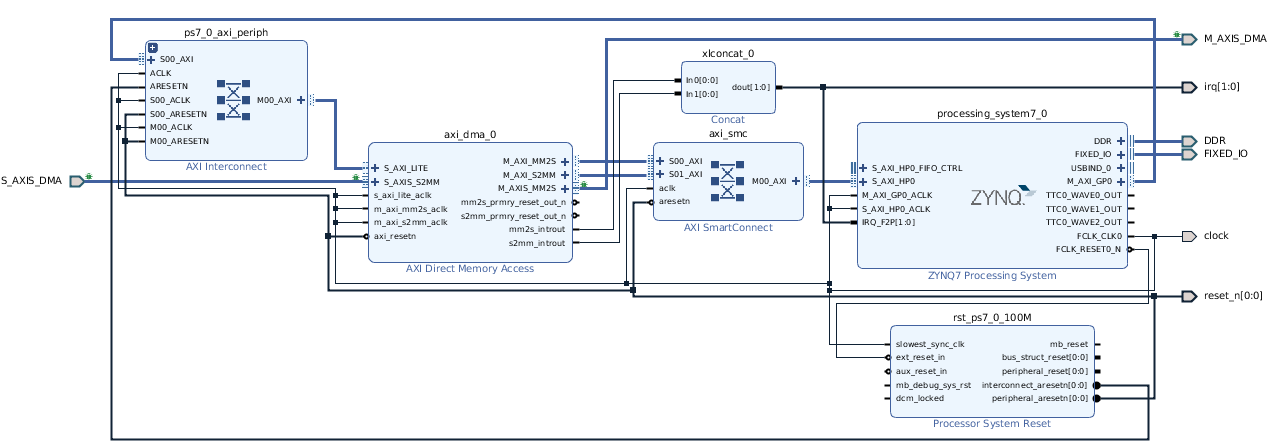 ps7_0_axi_periph
S00_AXI
ACLK
ARESETN
S00_ACLK
S00_ARESETN
M00_ACLK
M00_ARESETN
M00_AXI
AXI Interconnect
S_AXIS_DMA
axi_dma_0
S_AXI_LITE
S_AXIS_S2MM
s_axi_lite_aclk
m_axi_mm2s_aclk
m_axi_s2mm_aclk
axi_resetn
M_AXI_MM2S
M_AXI_S2MM
M_AXIS_MM2S
mm2s_prmry_reset_out_n
s2mm_prmry_reset_out_n
mm2s_introut
s2mm_introut
AXI Direct Memory Access
xlconcat_0
In0[0:0]
In1[0:0]
dout[1:0]
Concat
axi_smc
S00_AXI
S01_AXI
aclk
aresetn
M00_AXI
AXI SmartConnect
processing_system7_0
S_AXI_HP0_FIFO_CTRL
S_AXI_HP0
M_AXI_GP0_ACLK
S_AXI_HP0_ACLK
IRQ_F2P[1:0]
ZYNQ
DDR
FIXED_IO
USBIND_0
M_AXI_GP0
TTC0_WAVE0_OUT
TTC0_WAVE1_OUT
TTC0_WAVE2_OUT
FCLK_CLK0
FCLK_RESET0_N
ZYNQ7 Processing System
rst_ps7_0_100M
slowest_sync_clk
ext_reset_in
aux_reset_in
mb_debug_sys_rst
dcm_locked
mb_reset
bus_struct_reset[0:0]
peripheral_reset[0:0]
interconnect_aresetn[0:0]
peripheral_aresetn[0:0]
Processor System Reset
M_AXIS_DMA
irq[1:0]
DDR
FIXED_IO
clock
reset_n[0:0]